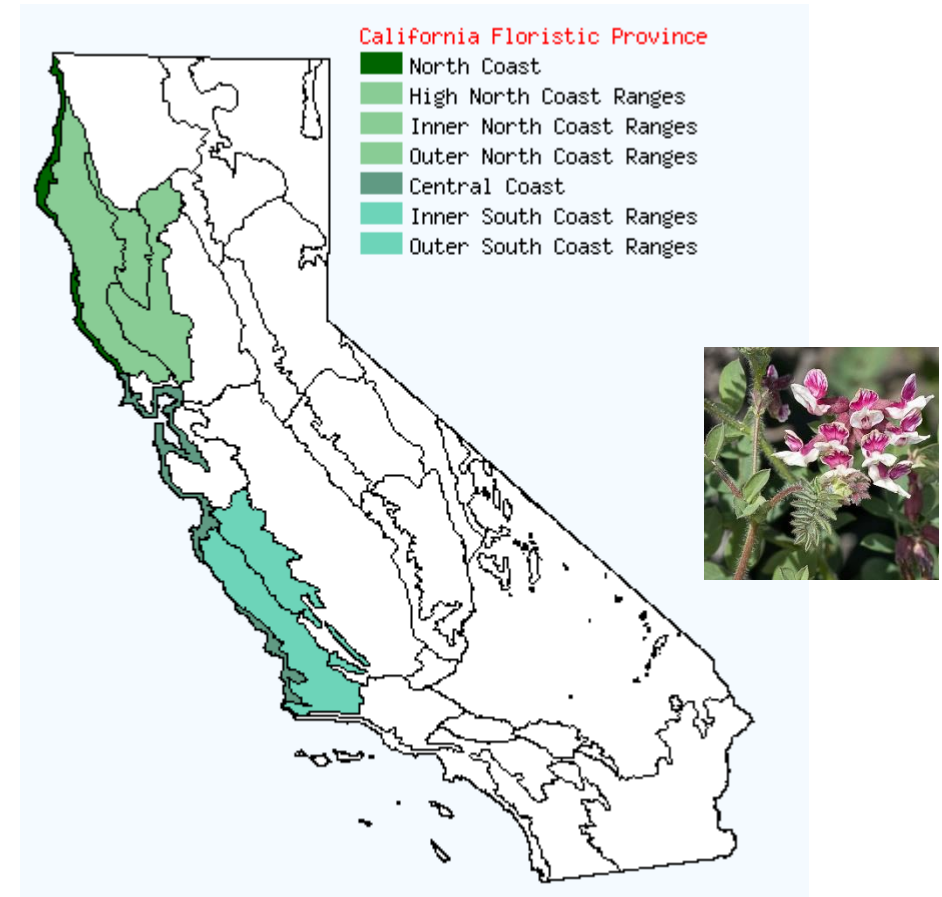 California Floristic Province
North Coast
High North Coast Ranges
Inner North Coast Ranges
Outer North Coast Ranges
Central Coast
Inner South Coast Ranges
Outer South Coast Ranges